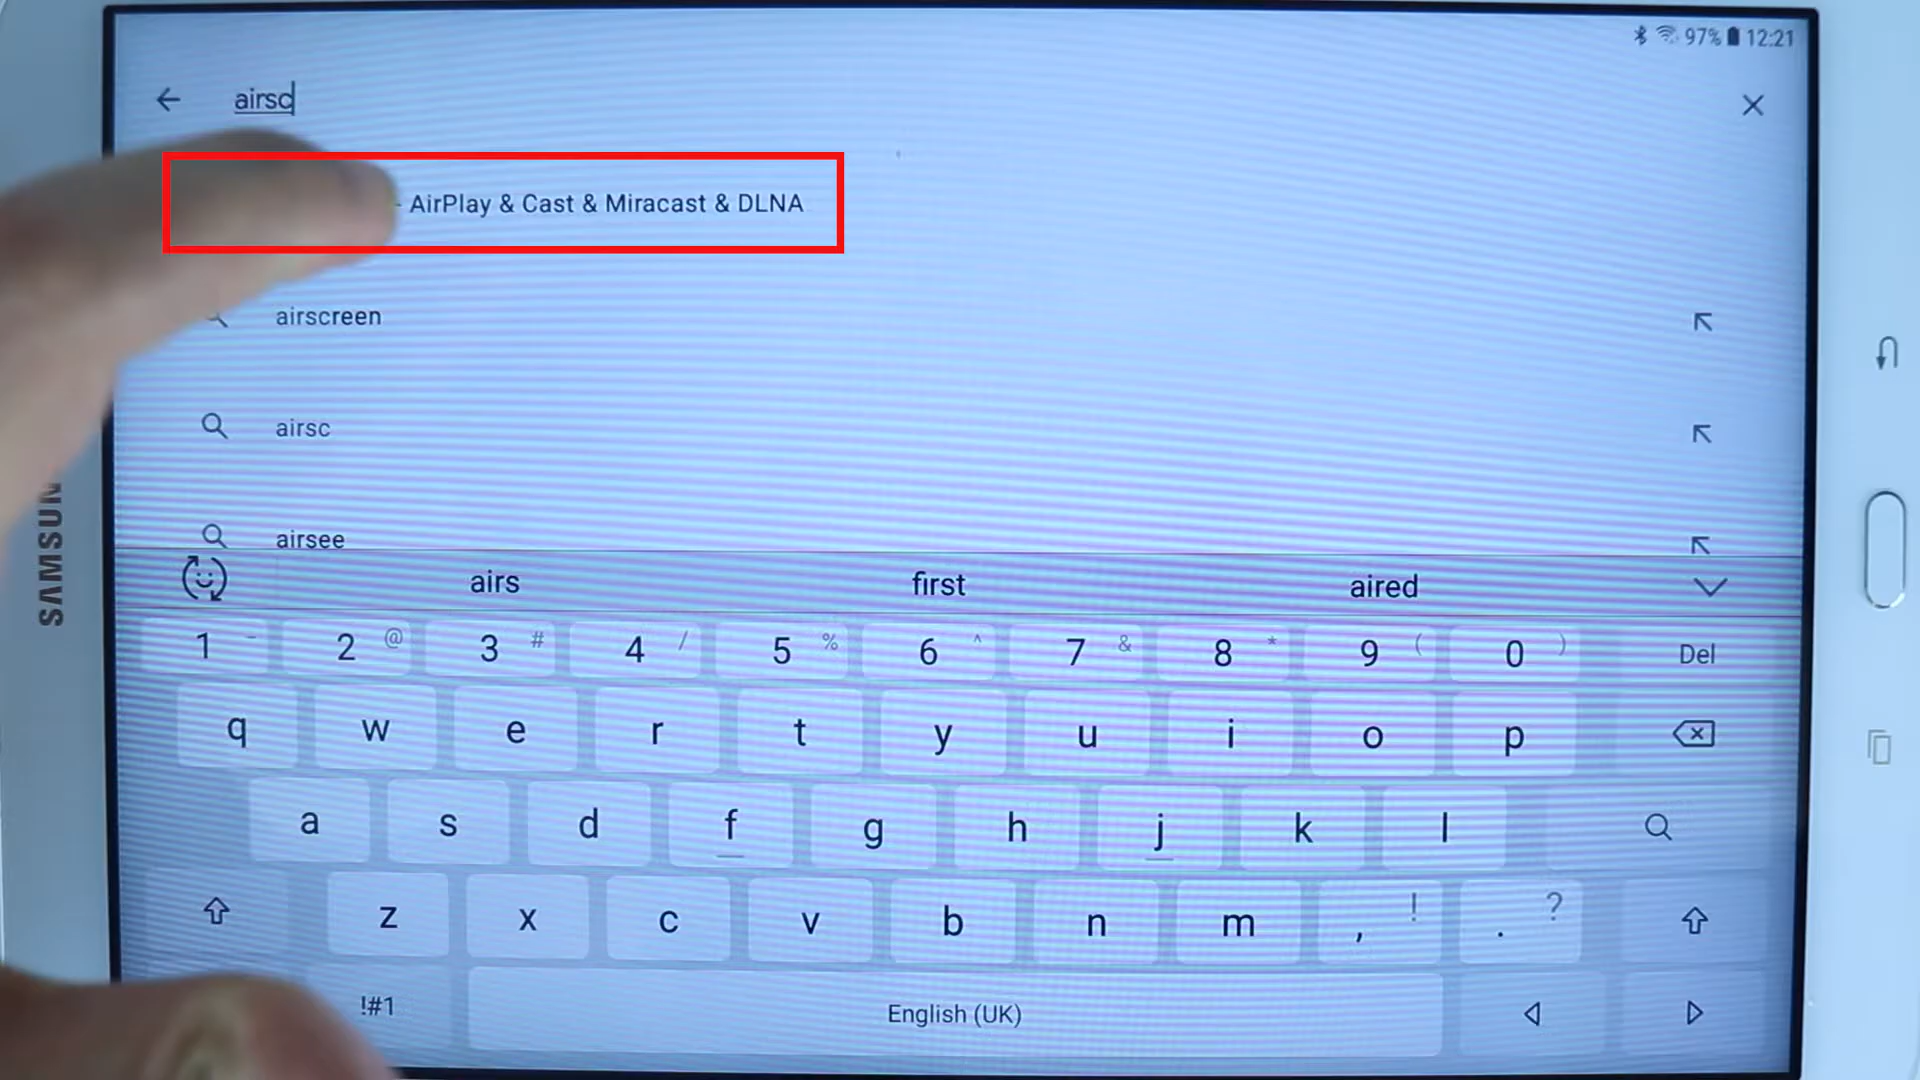 97% 12:21
airsc
- AirPlay & Cast & Miracast & DLNA
airscreen
airsc
airsee
airs first aired
1 - 2 @ 3 # 4 / 5 % 6 ^ 7 & 8 * 9 ( 0 ) Del
q w e r t y u i o p
a s d f g h j k l
z x c v b n m , ! . ?
!#1 English (UK)
SAMSUN